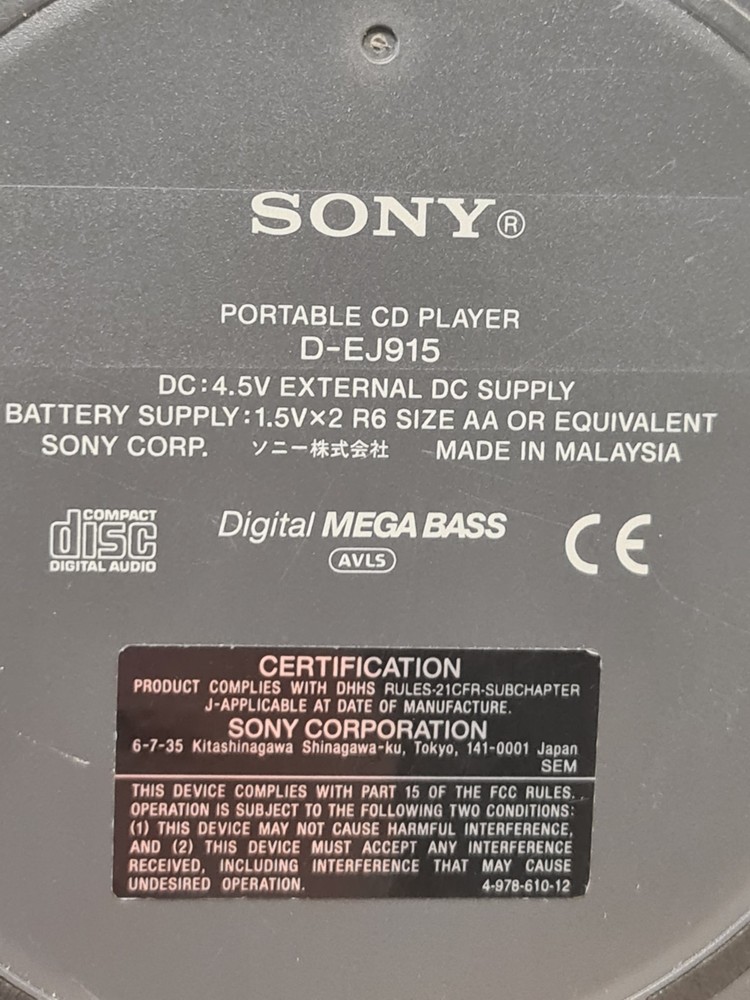 SONY®
PORTABLE CD PLAYER
D-EJ915
DC:4.5V EXTERNAL DC SUPPLY
BATTERY SUPPLY:1.5V×2 R6 SIZE AA OR EQUIVALENT
SONY CORP. ソニー株式会社 MADE IN MALAYSIA
COMPACT
disc
DIGITAL AUDIO
Digital MEGA BASS
AVLS
CE
CERTIFICATION
PRODUCT COMPLIES WITH DHHS RULES-21CFR-SUBCHAPTER
J-APPLICABLE AT DATE OF MANUFACTURE.
SONY CORPORATION
6-7-35 Kitashinagawa Shinagawa-ku, Tokyo, 141-0001 Japan
SEM
THIS DEVICE COMPLIES WITH PART 15 OF THE FCC RULES.
OPERATION IS SUBJECT TO THE FOLLOWING TWO CONDITIONS:
(1) THIS DEVICE MAY NOT CAUSE HARMFUL INTERFERENCE,
AND (2) THIS DEVICE MUST ACCEPT ANY INTERFERENCE
RECEIVED, INCLUDING INTERFERENCE THAT MAY CAUSE
UNDESIRED OPERATION. 4-978-610-12